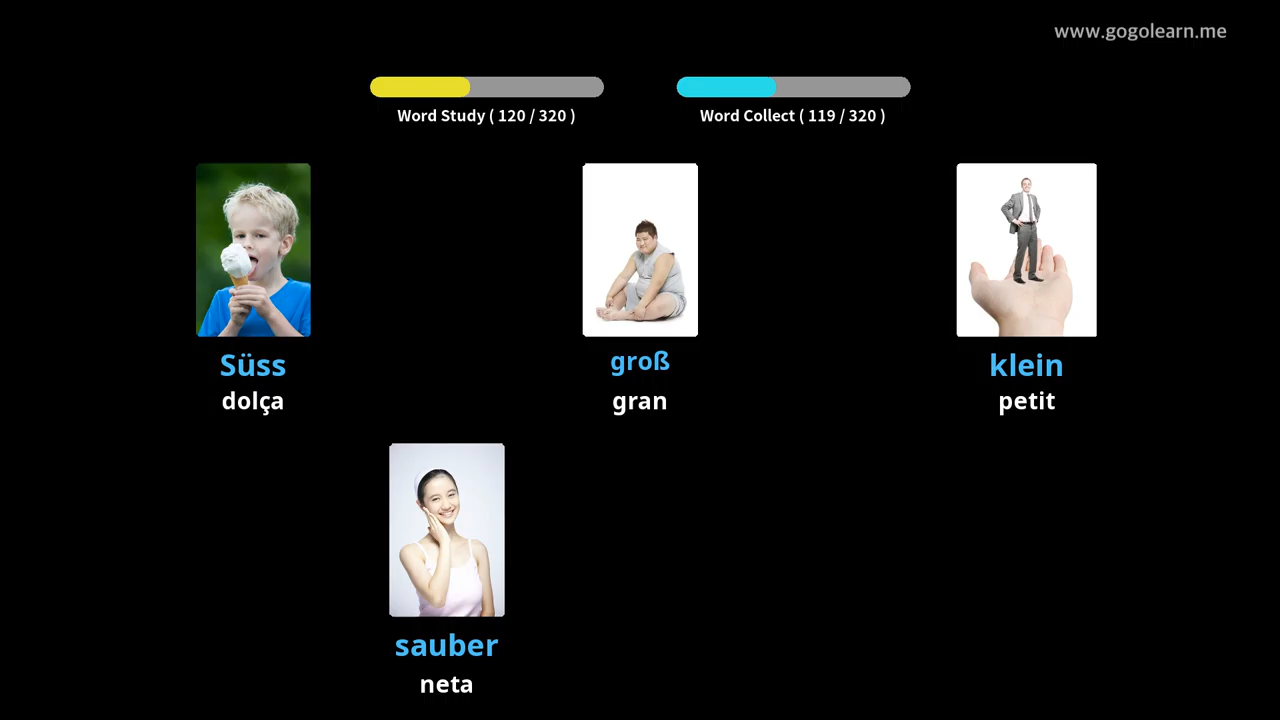 www.gogolearn.me
Word Study ( 120 / 320 )
Word Collect ( 119 / 320 )
Süss
groß
klein
dolça
gran
petit
sauber
neta